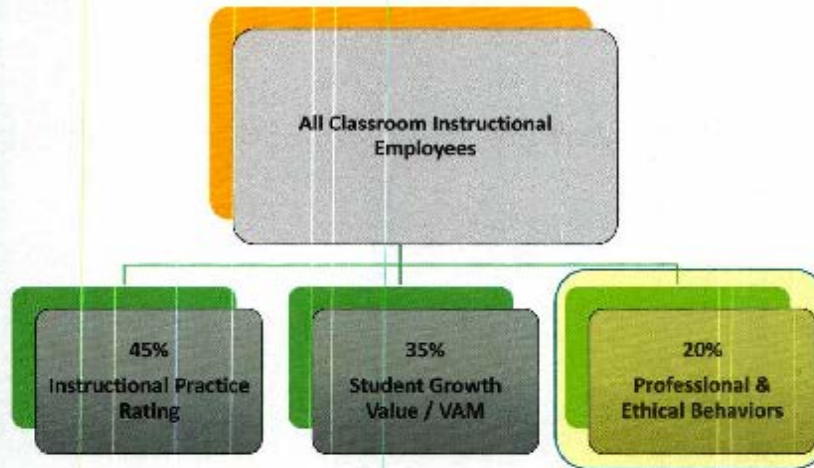 All Classroom Instructional
Employees
45%
Instructional Practice
Rating
35%
Student Growth
Value / VAM
20%
Professional &
Ethical Behaviors